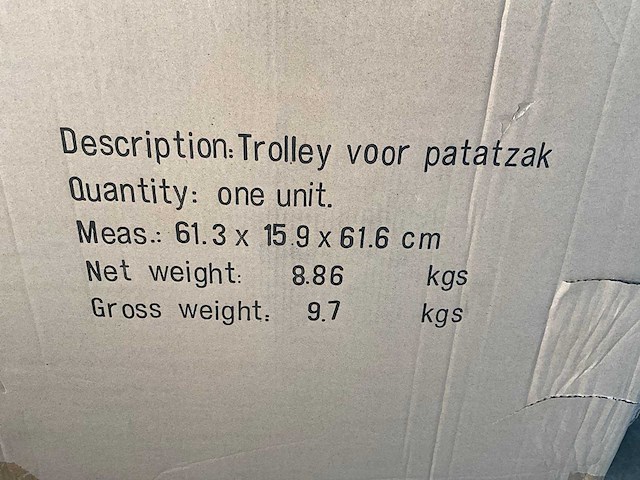 Description: Trolley voor patatzak
Quantity: one unit.
Meas.: 61.3 x 15.9 x 61.6 cm
Net weight: 8.86 kgs
Gross weight: 9.7 kgs